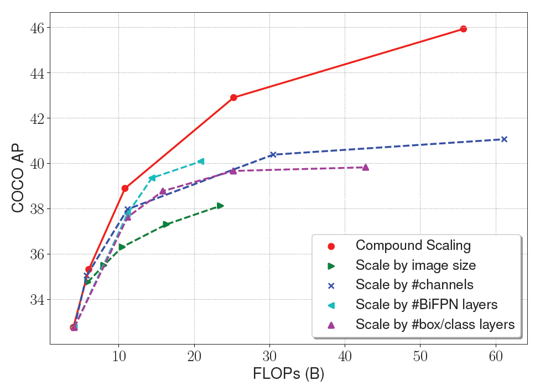 46
44
42
40
38
36
34
COCO AP
10
20
30
40
50
60
FLOPs (B)
Compound Scaling
Scale by image size
Scale by #channels
Scale by #BiFPN layers
Scale by #box/class layers